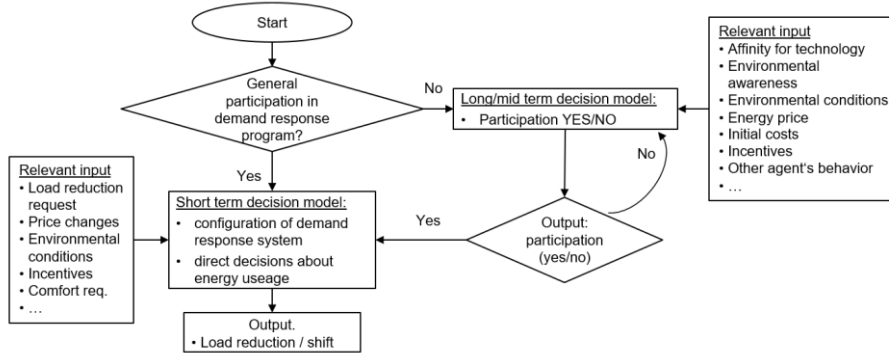 Start
General
participation in
demand response
program?
No
Yes
Long/mid term decision model:
• Participation YES/NO
Relevant input
• Affinity for technology
• Environmental
awareness
• Environmental conditions
• Energy price
• Initial costs
• Incentives
• Other agent's behavior
• …
No
Output:
participation
(yes/no)
Yes
Relevant input
• Load reduction
request
• Price changes
• Environmental
conditions
• Incentives
• Comfort req.
• …
Short term decision model:
• configuration of demand
response system
• direct decisions about
energy useage
Output.
• Load reduction / shift